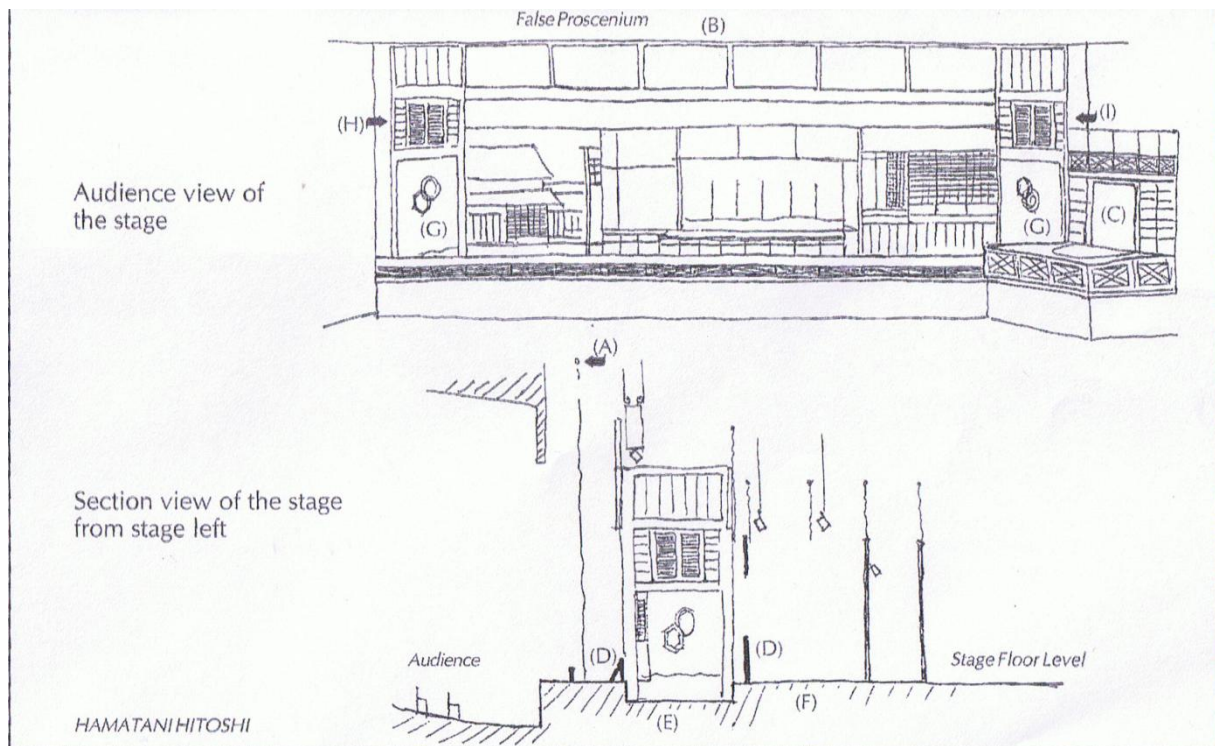 False Proscenium (B)
(H) (I)
Audience view of
the stage
(G) (G) (C)
(A)
Section view of the stage
from stage left
Audience (D) (D) Stage Floor Level
(E) (F)
HAMATANI HITOSHI